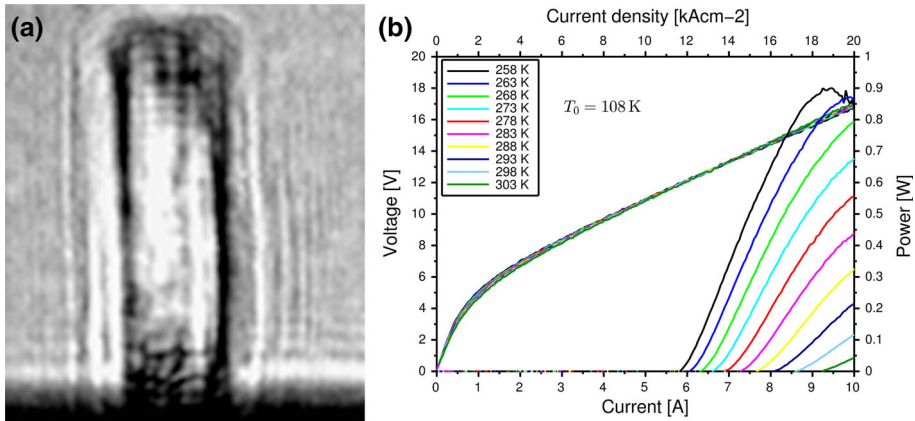 (a)
(b)
Current density [kAcm−2]
0 2 4 6 8 10 12 14 16 18 20
20
18
16
14
12
10
8
6
4
2
0
Voltage [V]
258 K
263 K
268 K
273 K
278 K
283 K
288 K
293 K
298 K
303 K
T₀ = 108 K
1
0.9
0.8
0.7
0.6
0.5
0.4
0.3
0.2
0.1
0
Power [W]
0 1 2 3 4 5 6 7 8 9 10
Current [A]